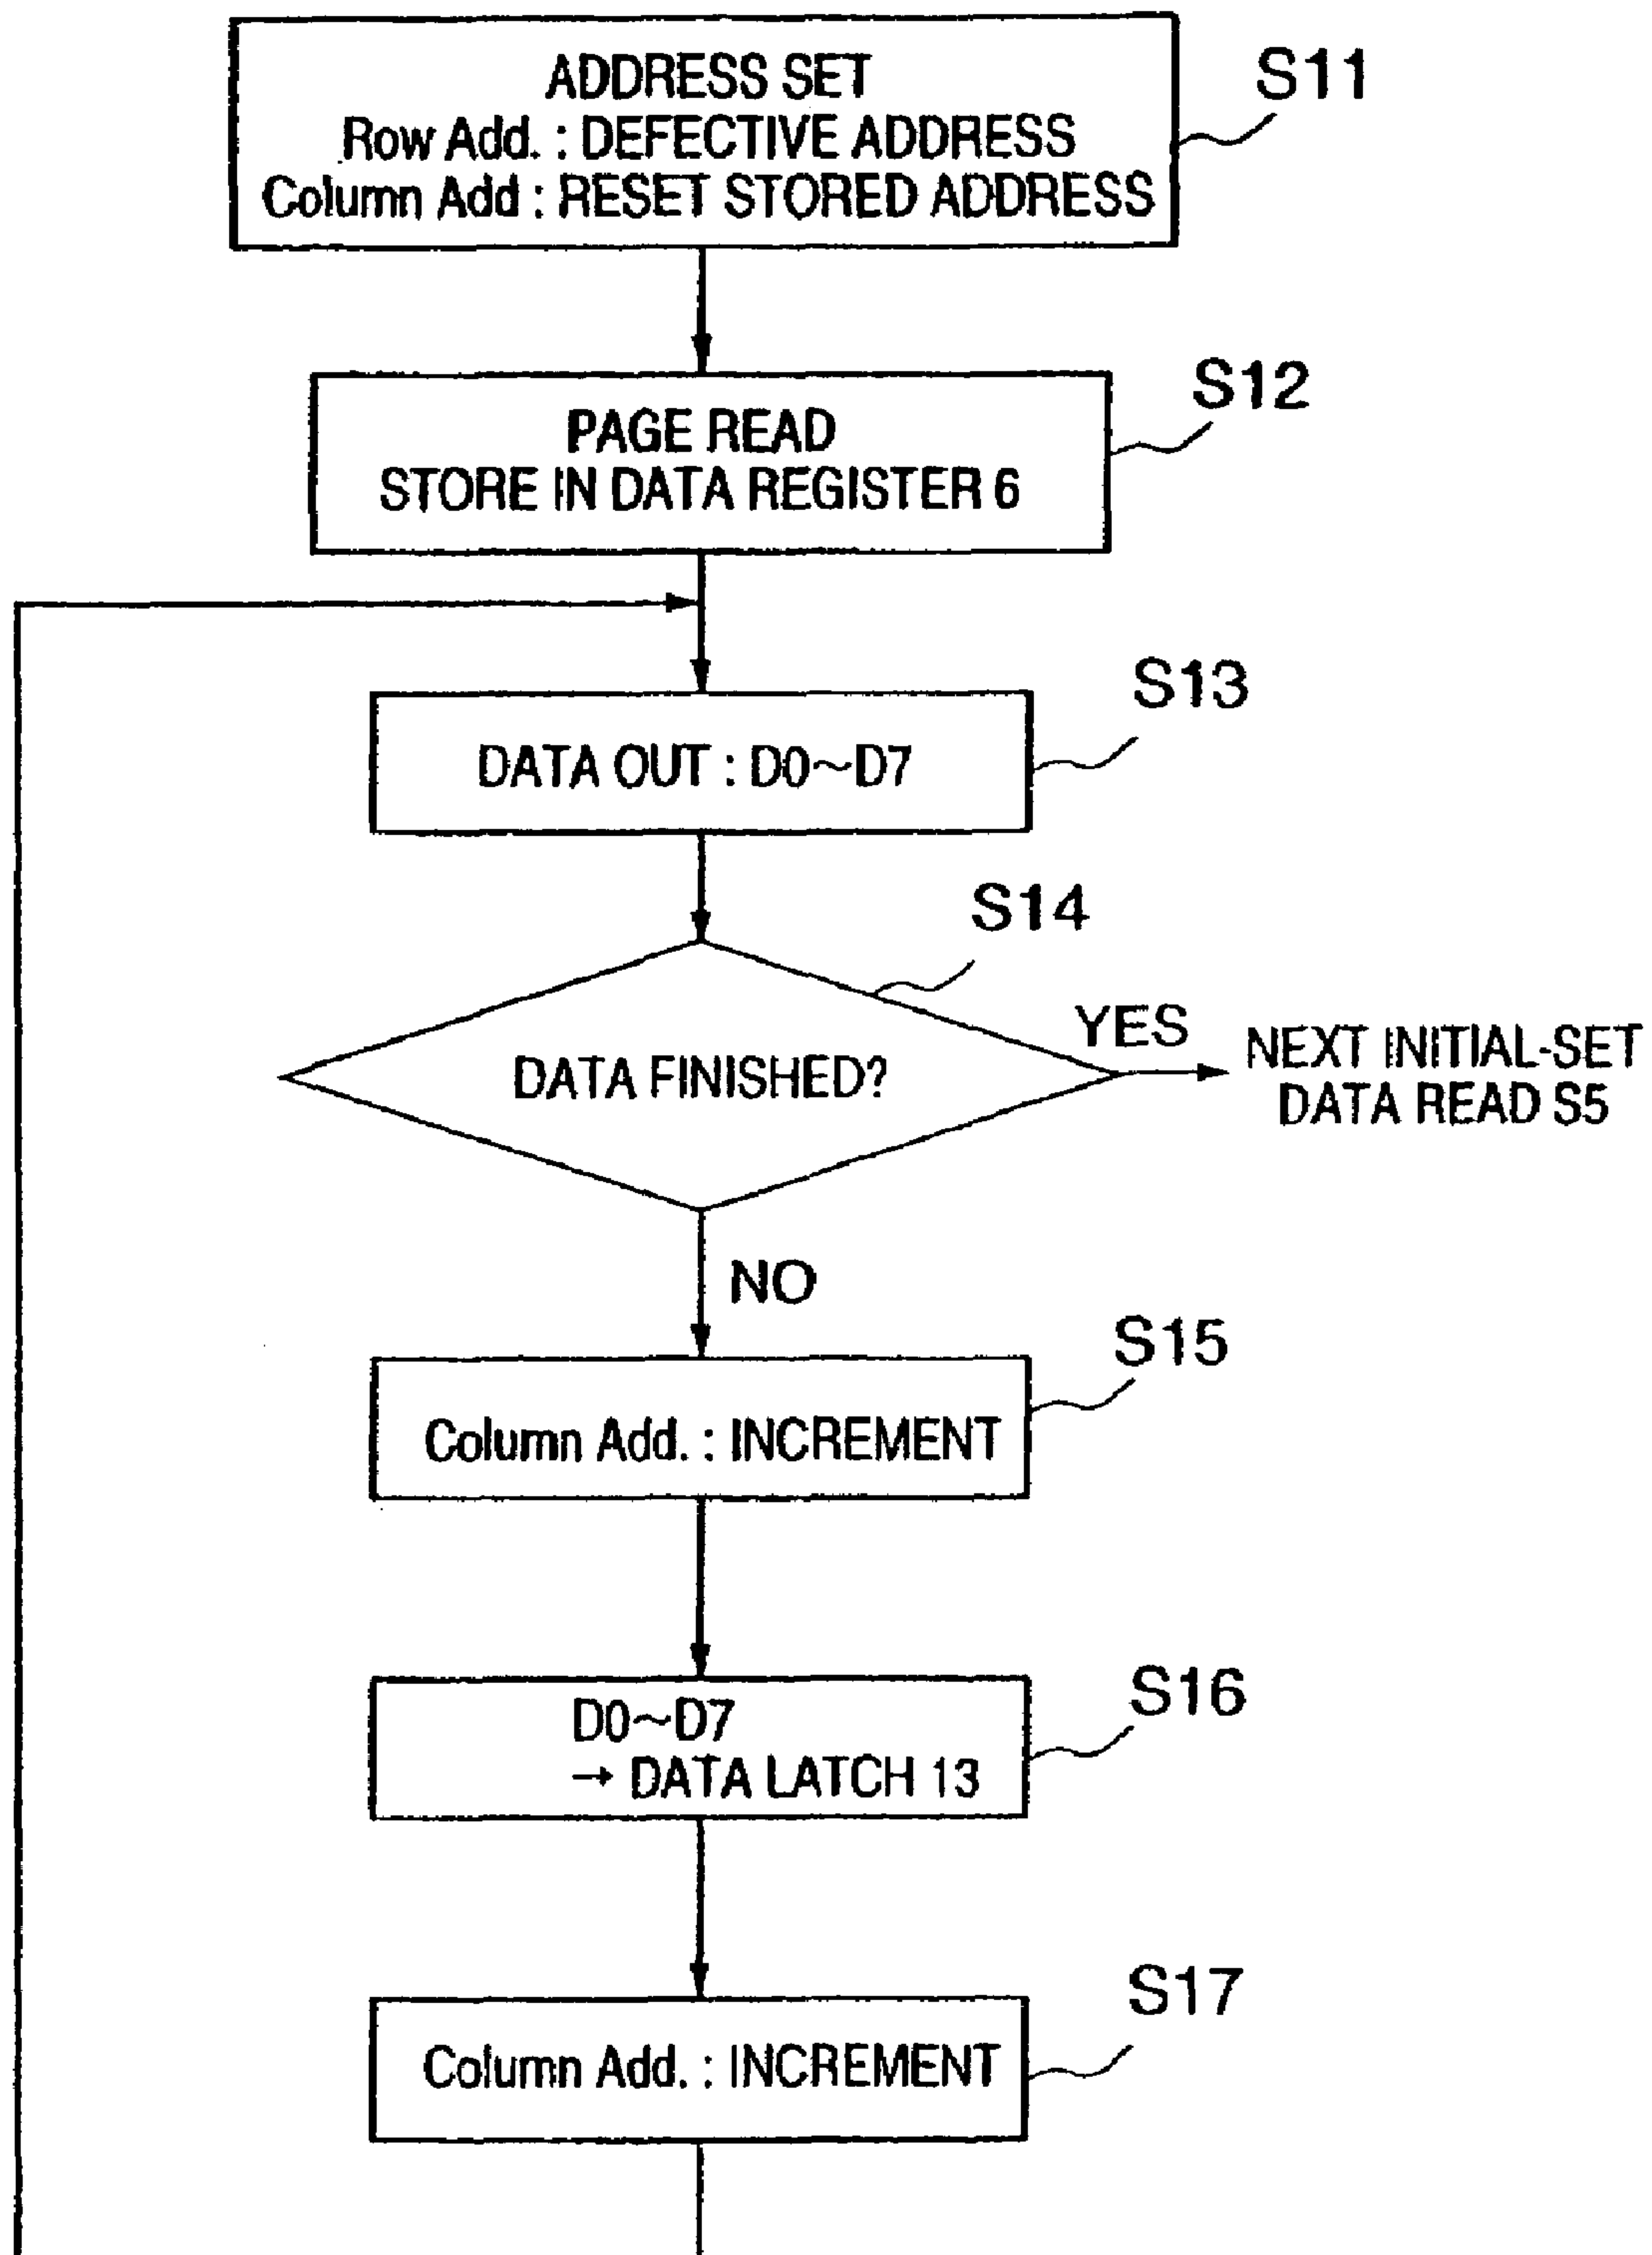 ADDRESS SET
Row Add. : DEFECTIVE ADDRESS
Column Add : RESET STORED ADDRESS
S11
PAGE READ
STORE IN DATA REGISTER 6
S12
DATA OUT : D0~D7
S13
S14
DATA FINISHED?
YES
NEXT INITIAL-SET
DATA READ S5
NO
S15
Column Add. : INCREMENT
D0~D7
→ DATA LATCH 13
S16
S17
Column Add. : INCREMENT